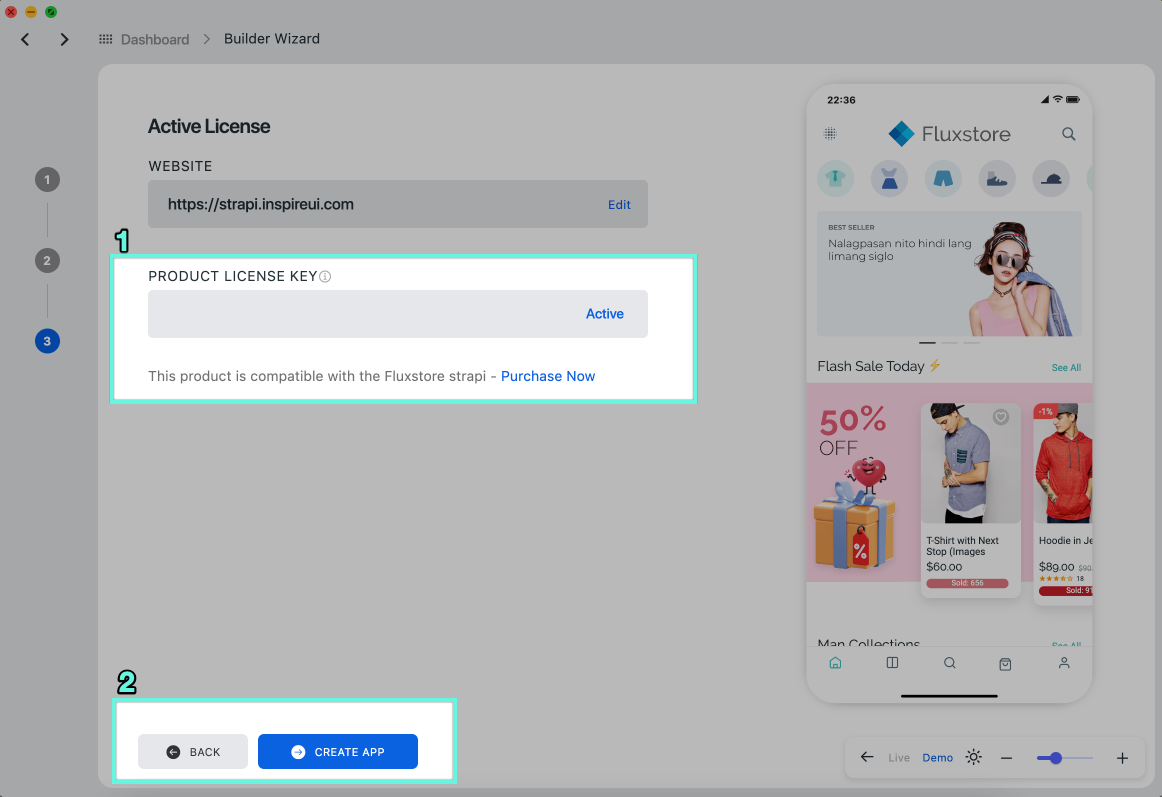 Dashboard > Builder Wizard
Active License
WEBSITE
https://strapi.inspireui.com Edit
1
PRODUCT LICENSE KEY
Active
This product is compatible with the Fluxstore strapi - Purchase Now
1
2
3
2
BACK CREATE APP
22:36
Fluxstore
BEST SELLER
Nalagpasan nito hindi lang
limang siglo
Flash Sale Today See All
50%
OFF
%
T-Shirt with Next
Stop (Images
$60.00
Sold: 656
-1%
Hoodie in Je
$89.00 $90.
18
Sold: 91
Man Collections See All
Live Demo